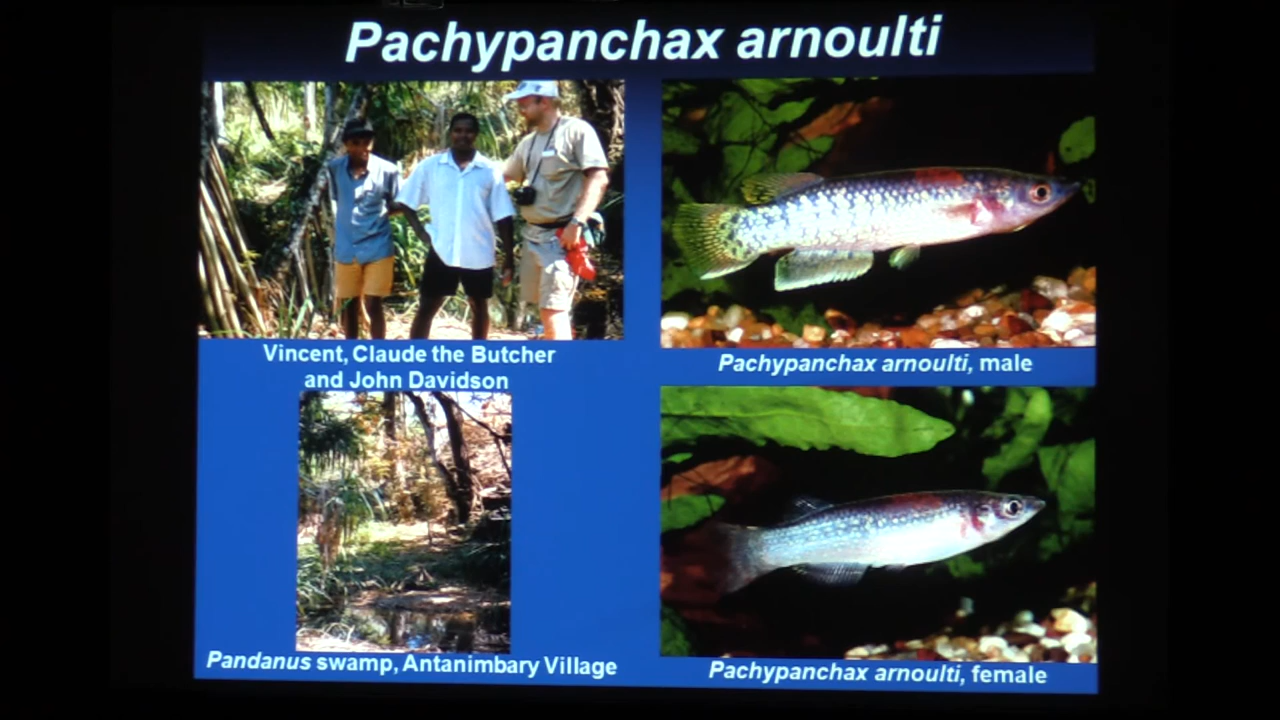 Pachypanchax arnoulti
Vincent, Claude the Butcher
and John Davidson
Pachypanchax arnoulti, male
Pandanus swamp, Antanimbary Village
Pachypanchax arnoulti, female